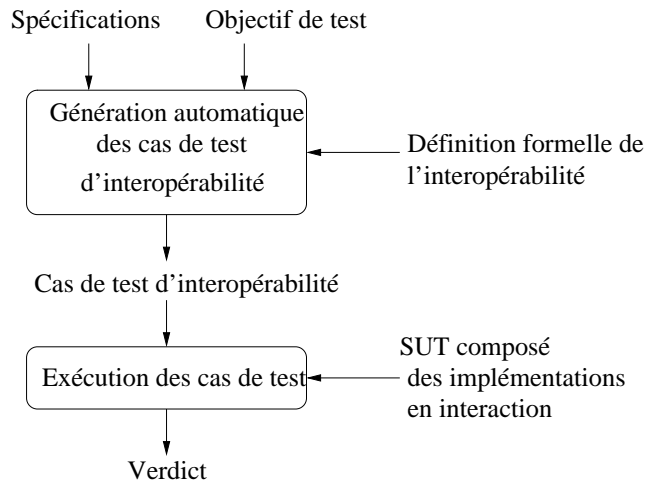 Spécifications
Objectif de test
Génération automatique
des cas de test
d’interopérabilité
Définition formelle de
l’interopérabilité
Cas de test d’interopérabilité
Exécution des cas de test
SUT composé
des implémentations
en interaction
Verdict